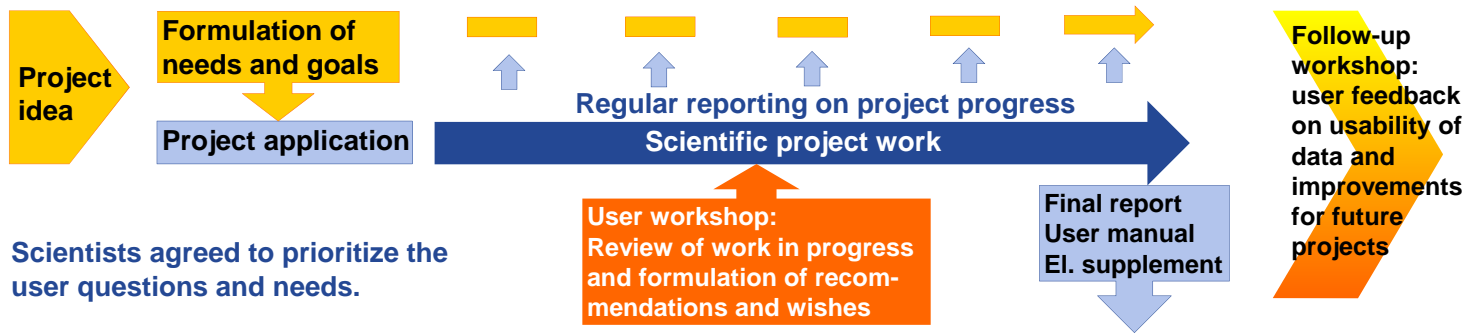 Project
idea
Formulation of
needs and goals
Project application
Regular reporting on project progress
Scientific project work
User workshop:
Review of work in progress
and formulation of recom-
mendations and wishes
Final report
User manual
El. supplement
Follow-up
workshop:
user feedback
on usability of
data and
improvements
for future
projects
Scientists agreed to prioritize the
user questions and needs.